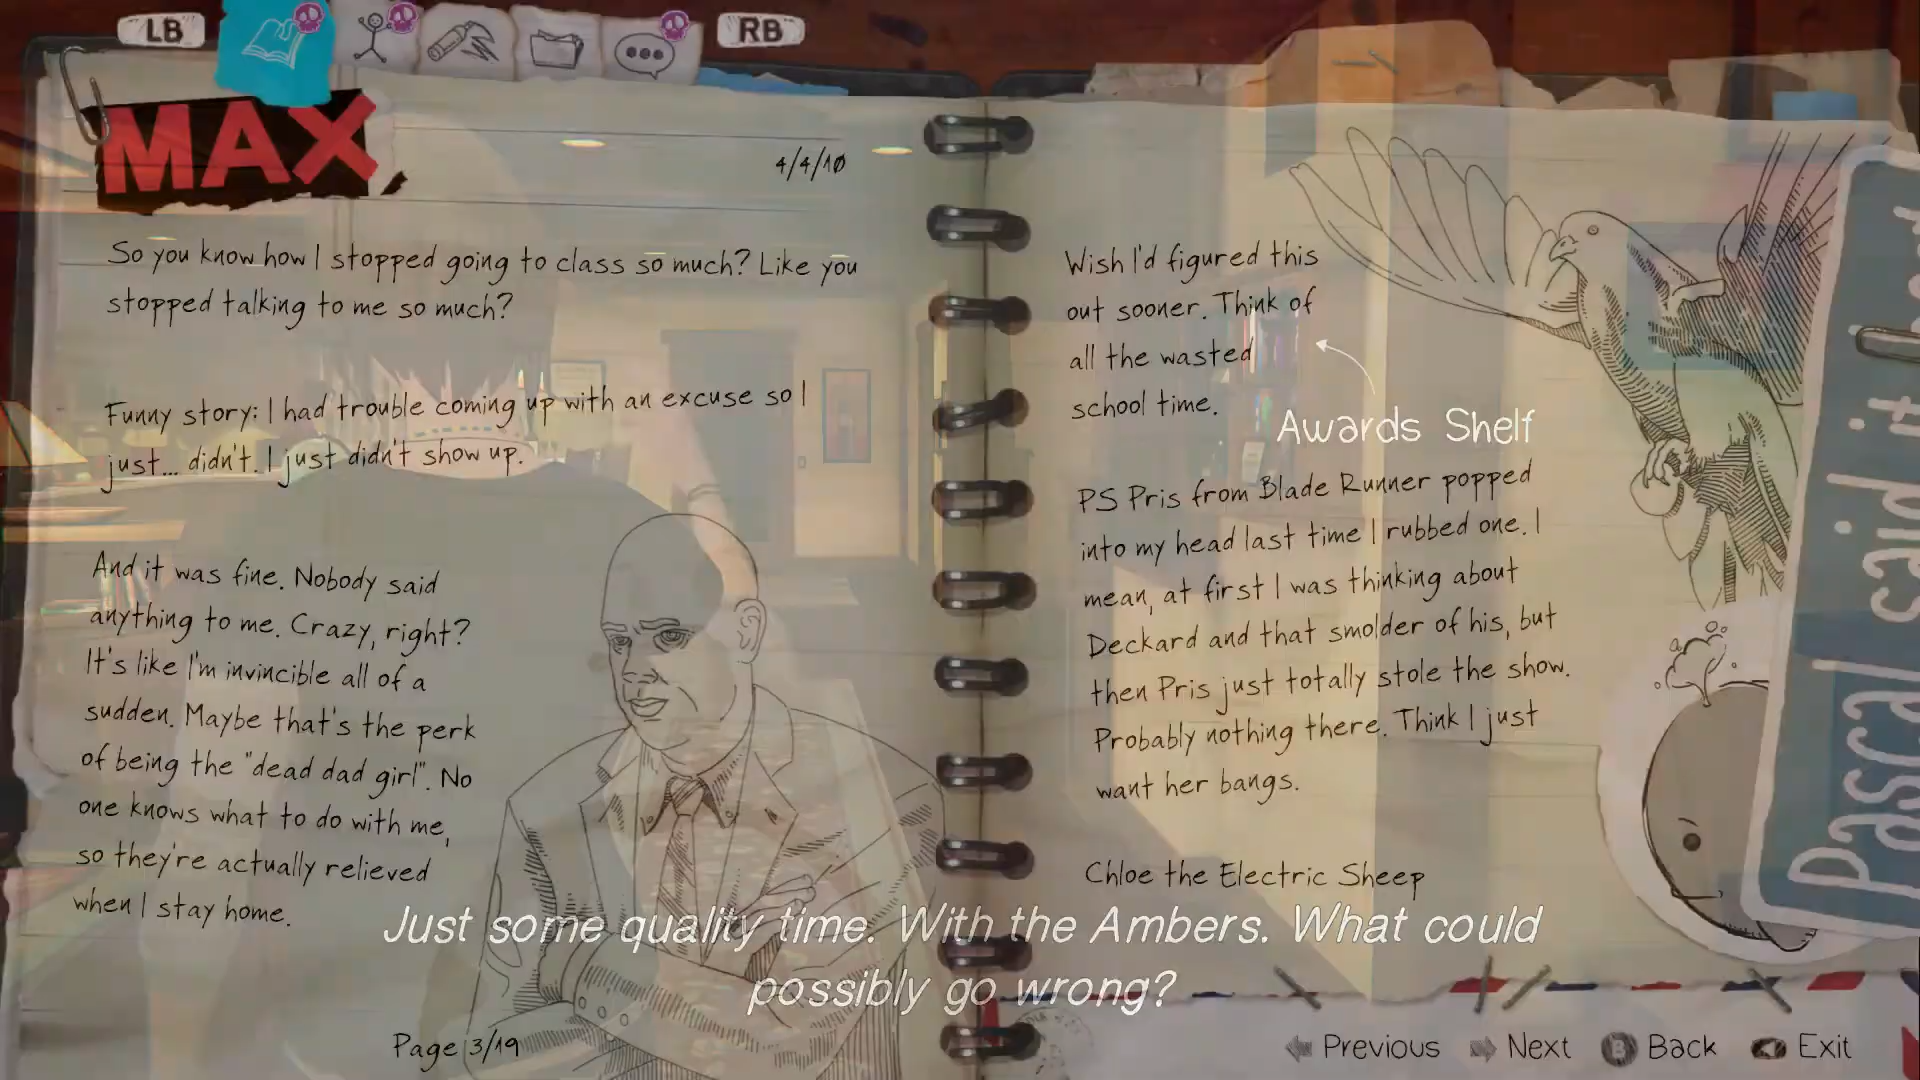 LB
RB
MAX
4/4/10
So you know how I stopped going to class so much? Like you
stopped talking to me so much?
Funny story: I had trouble coming up with an excuse so I
just... didn't. I just didn't show up.
And it was fine. Nobody said
anything to me. Crazy, right?
It's like I'm invincible all of a
sudden. Maybe that's the perk
of being the "dead dad girl". No
one knows what to do with me,
so they're actually relieved
when I stay home.
Page 3/19
Wish I'd figured this
out sooner. Think of
all the wasted
school time.
Awards Shelf
PS Pris from Blade Runner popped
into my head last time I rubbed one. I
mean, at first I was thinking about
Deckard and that smolder of his, but
then Pris just totally stole the show.
Probably nothing there. Think I just
want her bangs.
Chloe the Electric Sheep
Pascal said it
Just some quality time. With the Ambers. What could
possibly go wrong?
Previous
Next
B Back
Exit